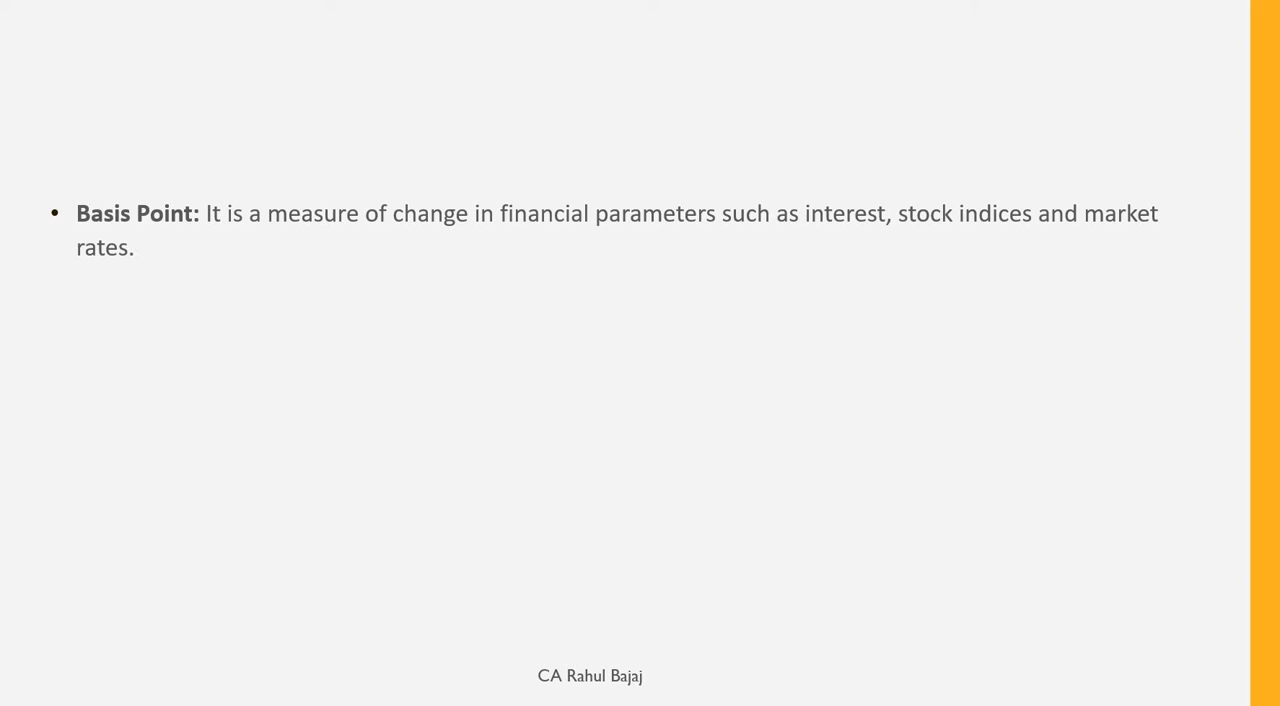 • Basis Point: It is a measure of change in financial parameters such as interest, stock indices and market
rates.
CA Rahul Bajaj